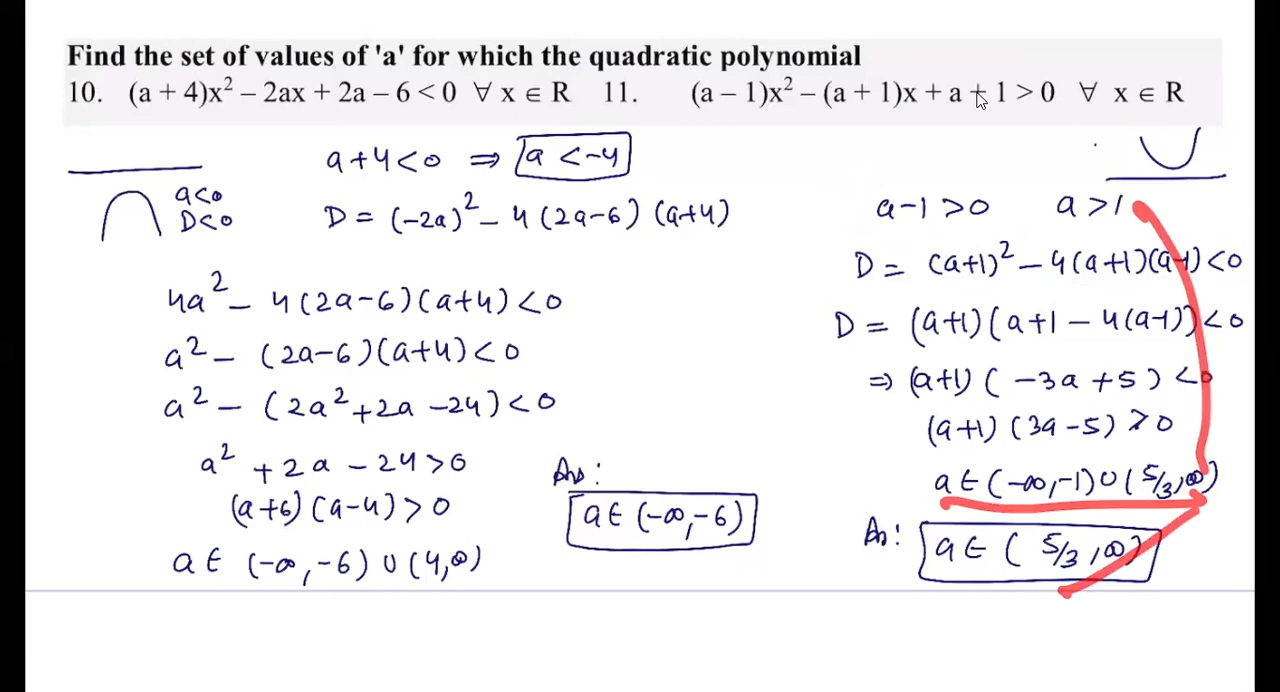 Find the set of values of 'a' for which the quadratic polynomial
10. (a + 4)x² – 2ax + 2a – 6 < 0 ∀ x ∈ R 11. (a – 1)x² – (a + 1)x + a + 1 > 0 ∀ x ∈ R
a+4<0 ⇒ a<-4
a<0
D<0
D = (-2a)² - 4(2a-6)(a+4)
4a² - 4(2a-6)(a+4)<0
a² - (2a-6)(a+4)<0
a² - (2a²+2a-24)<0
a² + 2a - 24>0
(a+6)(a-4)>0
a ∈ (-∞,-6) ∪ (4,∞)
Ans:
a ∈ (-∞,-6)
a-1>0 a>1
D = (a+1)² - 4(a+1)(a-1)<0
D = (a+1)(a+1-4(a-1))<0
⇒ (a+1)(-3a+5)<0
(a+1)(3a-5)>0
a ∈ (-∞,-1) ∪ (5/3,∞)
An: a ∈ (5/3,∞)